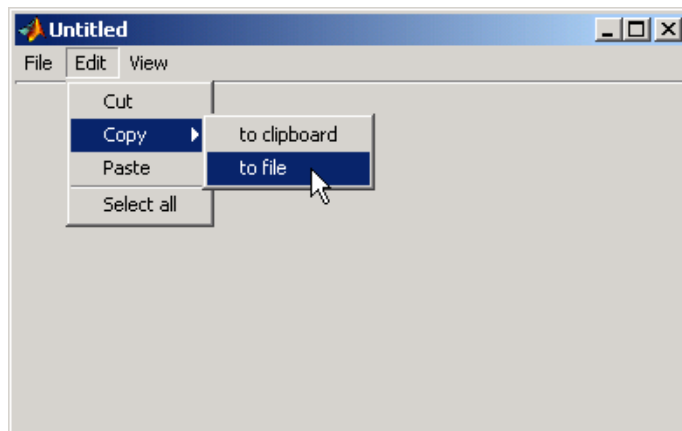 Untitled
File Edit View
Cut
Copy
to clipboard
Paste
to file
Select all